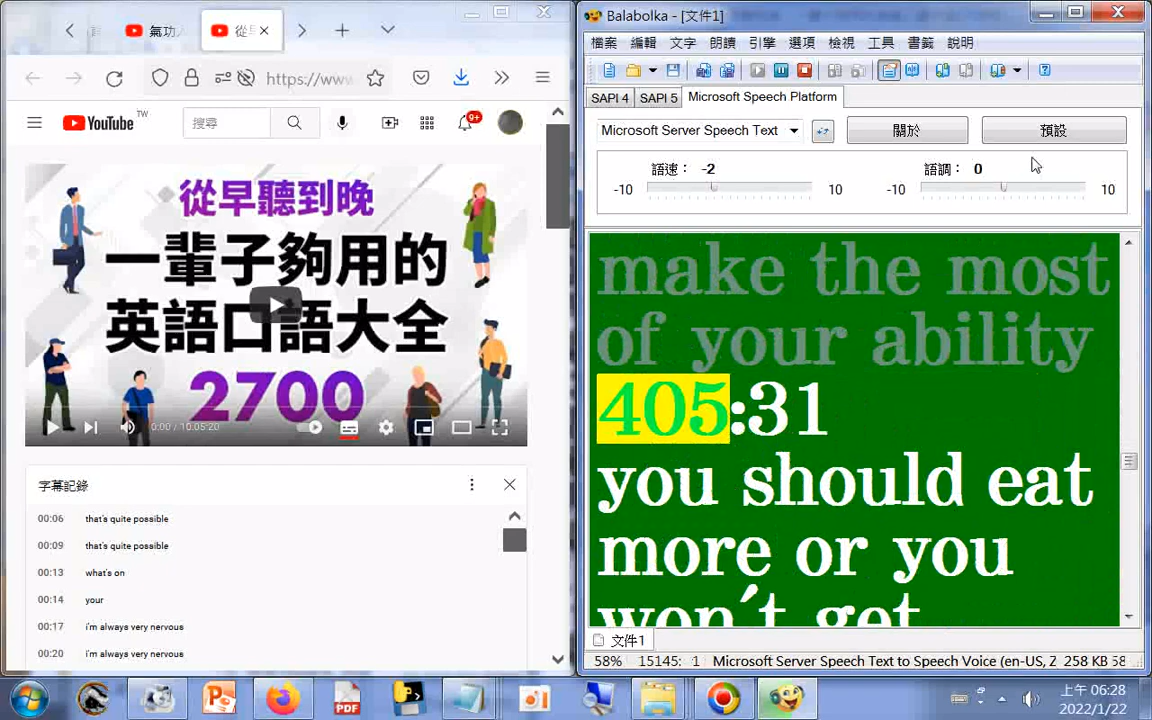 氣功
從
https://www
YouTube TW
搜尋
9+
從早聽到晚
一輩子夠用的
英語口語大全
2700
0:00 / 10:05:20
字幕記錄
00:06 that's quite possible
00:09 that's quite possible
00:13 what's on
00:14 your
00:17 i'm always very nervous
00:20 i'm always very nervous
Balabolka - [文件1]
檔案 編輯 文字 朗讀 引擎 選項 檢視 工具 書籤 說明
SAPI 4 SAPI 5 Microsoft Speech Platform
Microsoft Server Speech Text 關於 預設
語速： -2 語調： 0
-10 10 -10 10
make the most
of your ability
405:31
you should eat
more or you
won't get
文件1
58% 15145: 1 Microsoft Server Speech Text to Speech Voice (en-US, Z 258 KB 58
PDF
上午 06:28
2022/1/22